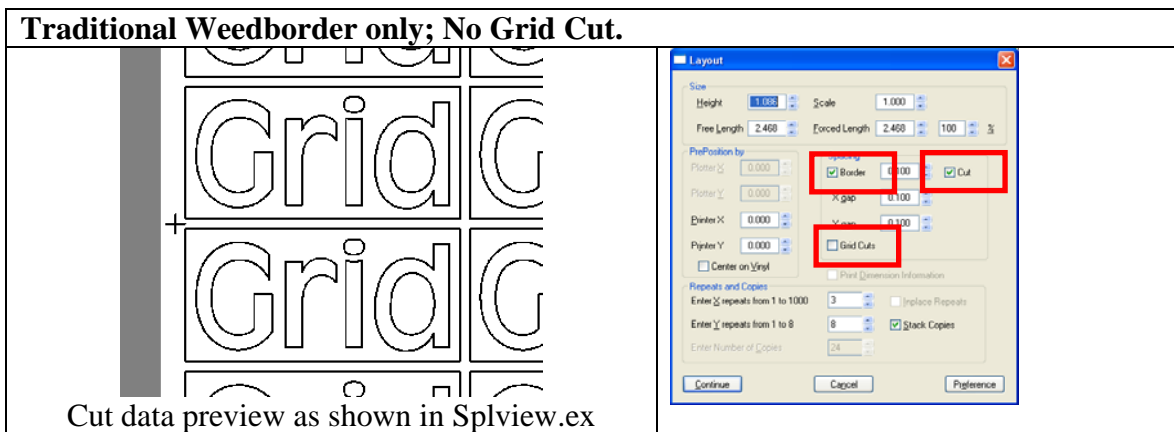 Traditional Weedborder only; No Grid Cut.
Grid
G
Grid
G
Cut data preview as shown in Splview.ex
Layout
Size
Height 1.086 Scale 1.000
Free Length 2.468 Forced Length 2.468 100 %
PrePosition by
Spacing
Plotter X 0.000
Border 0.100 Cut
Plotter Y 0.000
X gap 0.100
Printer X 0.000
Y gap 0.100
Printer Y 0.000
Grid Cuts
Center on Vinyl
Print Dimension Information
Repeats and Copies
Enter X repeats from 1 to 1000 3 Inplace Repeats
Enter Y repeats from 1 to 8 8 Stack Copies
Enter Number of Copies 24
Continue Cancel Preference